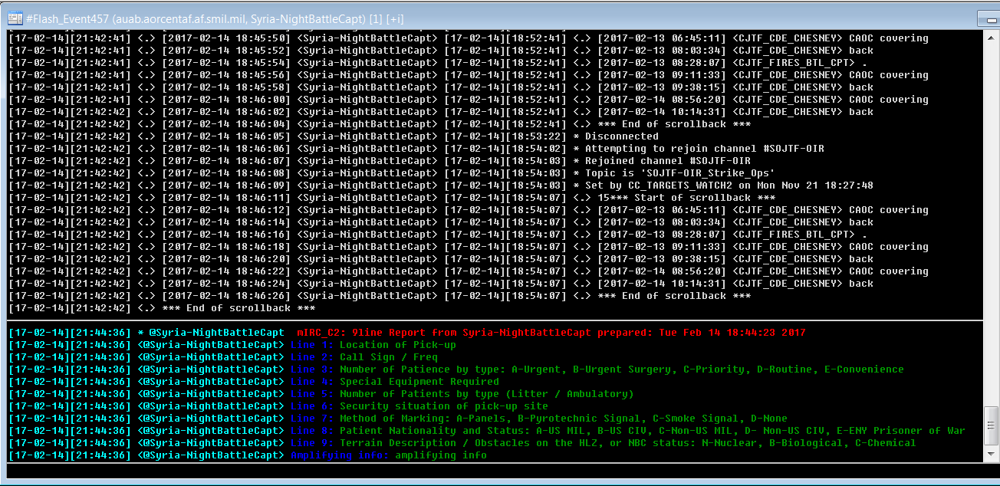 #Flash_Event457 (auab.aorcentaf.af.smil.mil, Syria-NightBattleCapt) [1] [+i]
[17-02-14][21:42:41] <.> [2017-02-14 18:45:50] <Syria-NightBattleCapt> [17-02-14][18:52:41] <.> [2017-02-13 06:45:11] <CJTF_CDE_CHESNEY> CAOC covering
[17-02-14][21:42:41] <.> [2017-02-14 18:45:52] <Syria-NightBattleCapt> [17-02-14][18:52:41] <.> [2017-02-13 08:03:34] <CJTF_CDE_CHESNEY> back
[17-02-14][21:42:41] <.> [2017-02-14 18:45:54] <Syria-NightBattleCapt> [17-02-14][18:52:41] <.> [2017-02-13 08:28:07] <CJTF_FIRES_BTL_CPT> .
[17-02-14][21:42:41] <.> [2017-02-14 18:45:56] <Syria-NightBattleCapt> [17-02-14][18:52:41] <.> [2017-02-13 09:11:33] <CJTF_CDE_CHESNEY> CAOC covering
[17-02-14][21:42:41] <.> [2017-02-14 18:45:58] <Syria-NightBattleCapt> [17-02-14][18:52:41] <.> [2017-02-13 09:38:15] <CJTF_CDE_CHESNEY> back
[17-02-14][21:42:41] <.> [2017-02-14 18:46:00] <Syria-NightBattleCapt> [17-02-14][18:52:41] <.> [2017-02-14 08:56:20] <CJTF_CDE_CHESNEY> CAOC covering
[17-02-14][21:42:42] <.> [2017-02-14 18:46:02] <Syria-NightBattleCapt> [17-02-14][18:52:41] <.> [2017-02-14 10:14:31] <CJTF_CDE_CHESNEY> back
[17-02-14][21:42:42] <.> [2017-02-14 18:46:04] <Syria-NightBattleCapt> [17-02-14][18:52:41] <.> *** End of scrollback ***
[17-02-14][21:42:42] <.> [2017-02-14 18:46:05] <Syria-NightBattleCapt> [17-02-14][18:53:22] * Disconnected
[17-02-14][21:42:42] <.> [2017-02-14 18:46:06] <Syria-NightBattleCapt> [17-02-14][18:54:02] * Attempting to rejoin channel #SOJTF-OIR
[17-02-14][21:42:42] <.> [2017-02-14 18:46:07] <Syria-NightBattleCapt> [17-02-14][18:54:03] * Rejoined channel #SOJTF-OIR
[17-02-14][21:42:42] <.> [2017-02-14 18:46:08] <Syria-NightBattleCapt> [17-02-14][18:54:03] * Topic is 'SOJTF-OIR_Strike_Ops'
[17-02-14][21:42:42] <.> [2017-02-14 18:46:09] <Syria-NightBattleCapt> [17-02-14][18:54:03] * Set by CC_TARGETS_WATCH2 on Mon Nov 21 18:27:48
[17-02-14][21:42:42] <.> [2017-02-14 18:46:11] <Syria-NightBattleCapt> [17-02-14][18:54:07] <.> 15*** Start of scrollback ***
[17-02-14][21:42:42] <.> [2017-02-14 18:46:12] <Syria-NightBattleCapt> [17-02-14][18:54:07] <.> [2017-02-13 06:45:11] <CJTF_CDE_CHESNEY> CAOC covering
[17-02-14][21:42:42] <.> [2017-02-14 18:46:14] <Syria-NightBattleCapt> [17-02-14][18:54:07] <.> [2017-02-13 08:03:34] <CJTF_CDE_CHESNEY> back
[17-02-14][21:42:42] <.> [2017-02-14 18:46:16] <Syria-NightBattleCapt> [17-02-14][18:54:07] <.> [2017-02-13 08:28:07] <CJTF_FIRES_BTL_CPT> .
[17-02-14][21:42:42] <.> [2017-02-14 18:46:18] <Syria-NightBattleCapt> [17-02-14][18:54:07] <.> [2017-02-13 09:11:33] <CJTF_CDE_CHESNEY> CAOC covering
[17-02-14][21:42:42] <.> [2017-02-14 18:46:20] <Syria-NightBattleCapt> [17-02-14][18:54:07] <.> [2017-02-13 09:38:15] <CJTF_CDE_CHESNEY> back
[17-02-14][21:42:42] <.> [2017-02-14 18:46:22] <Syria-NightBattleCapt> [17-02-14][18:54:07] <.> [2017-02-14 08:56:20] <CJTF_CDE_CHESNEY> CAOC covering
[17-02-14][21:42:42] <.> [2017-02-14 18:46:24] <Syria-NightBattleCapt> [17-02-14][18:54:07] <.> [2017-02-14 10:14:31] <CJTF_CDE_CHESNEY> back
[17-02-14][21:42:42] <.> [2017-02-14 18:46:26] <Syria-NightBattleCapt> [17-02-14][18:54:07] <.> *** End of scrollback ***
[17-02-14][21:42:42] <.> *** End of scrollback ***
[17-02-14][21:44:36] * @Syria-NightBattleCapt mIRC_C2: 9line Report from Syria-NightBattleCapt prepared: Tue Feb 14 18:44:23 2017
[17-02-14][21:44:36] <@Syria-NightBattleCapt> Line 1: Location of Pick-up
[17-02-14][21:44:36] <@Syria-NightBattleCapt> Line 2: Call Sign / Freq
[17-02-14][21:44:36] <@Syria-NightBattleCapt> Line 3: Number of Patience by type: A-Urgent, B-Urgent Surgery, C-Priority, D-Routine, E-Convenience
[17-02-14][21:44:36] <@Syria-NightBattleCapt> Line 4: Special Equipment Required
[17-02-14][21:44:36] <@Syria-NightBattleCapt> Line 5: Number of Patients by type (Litter / Ambulatory)
[17-02-14][21:44:36] <@Syria-NightBattleCapt> Line 6: Security situation of pick-up site
[17-02-14][21:44:36] <@Syria-NightBattleCapt> Line 7: Method of Marking: A-Panels, B-Pyrotechnic Signal, C-Smoke Signal, D-None
[17-02-14][21:44:36] <@Syria-NightBattleCapt> Line 8: Patient Nationality and Status: A-US MIL, B-US CIV, C-Non-US MIL, D- Non-US CIV, E-ENY Prisoner of War
[17-02-14][21:44:36] <@Syria-NightBattleCapt> Line 9: Terrain Description / Obstacles on the HLZ, or NBC status: N-Nuclear, B-Biological, C-Chemical
[17-02-14][21:44:36] <@Syria-NightBattleCapt> Amplifying info: amplifying info